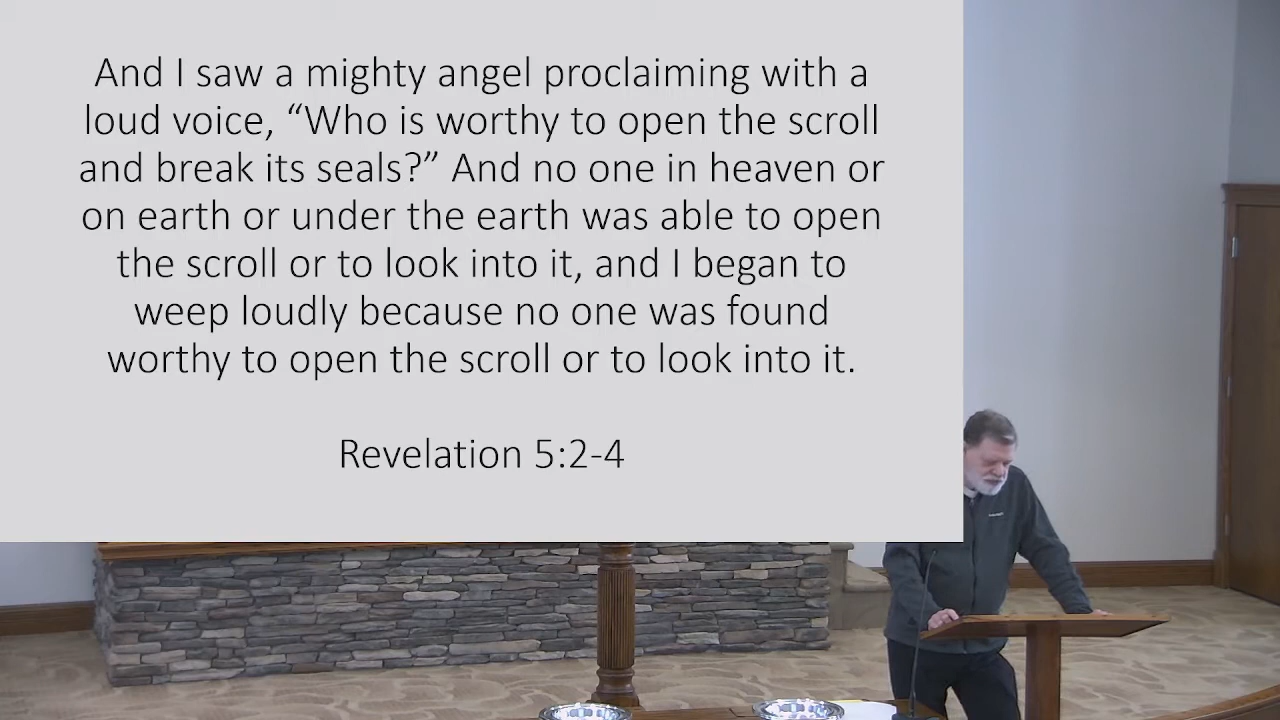 And I saw a mighty angel proclaiming with a
loud voice, “Who is worthy to open the scroll
and break its seals?” And no one in heaven or
on earth or under the earth was able to open
the scroll or to look into it, and I began to
weep loudly because no one was found
worthy to open the scroll or to look into it.
Revelation 5:2-4